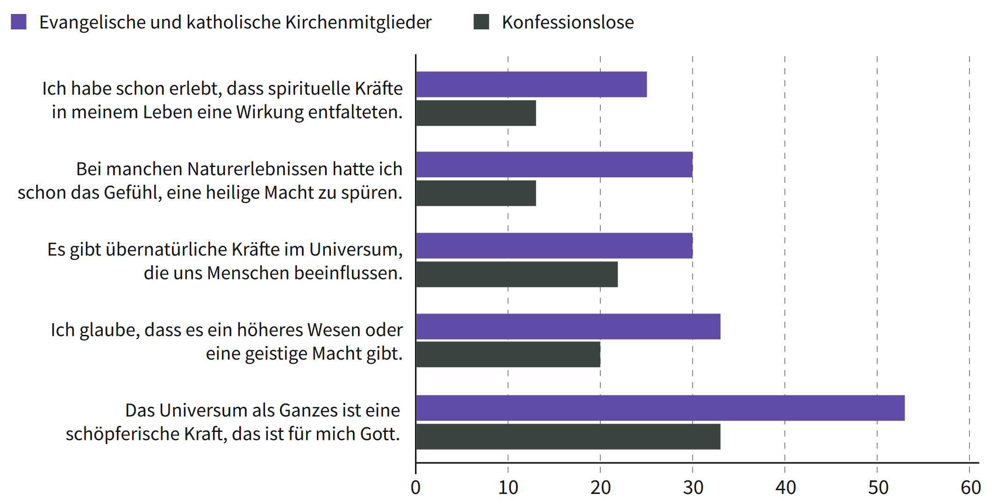 Evangelische und katholische Kirchenmitglieder
Konfessionslose
Ich habe schon erlebt, dass spirituelle Kräfte
in meinem Leben eine Wirkung entfalteten.
Bei manchen Naturerlebnissen hatte ich
schon das Gefühl, eine heilige Macht zu spüren.
Es gibt übernatürliche Kräfte im Universum,
die uns Menschen beeinflussen.
Ich glaube, dass es ein höheres Wesen oder
eine geistige Macht gibt.
Das Universum als Ganzes ist eine
schöpferische Kraft, das ist für mich Gott.
0 10 20 30 40 50 60